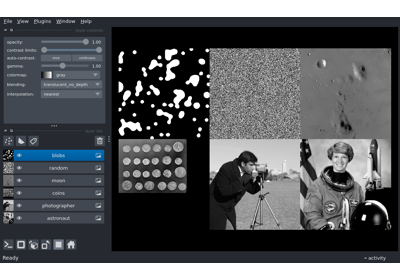 File View Plugins Window Help
opacity: 1.00
contrast limits:
auto-contrast: once continuous
gamma: 1.00
colormap: gray
blending: translucent_no_depth
interpolation: nearest
blobs
random
moon
coins
photographer
astronaut
Ready
activity